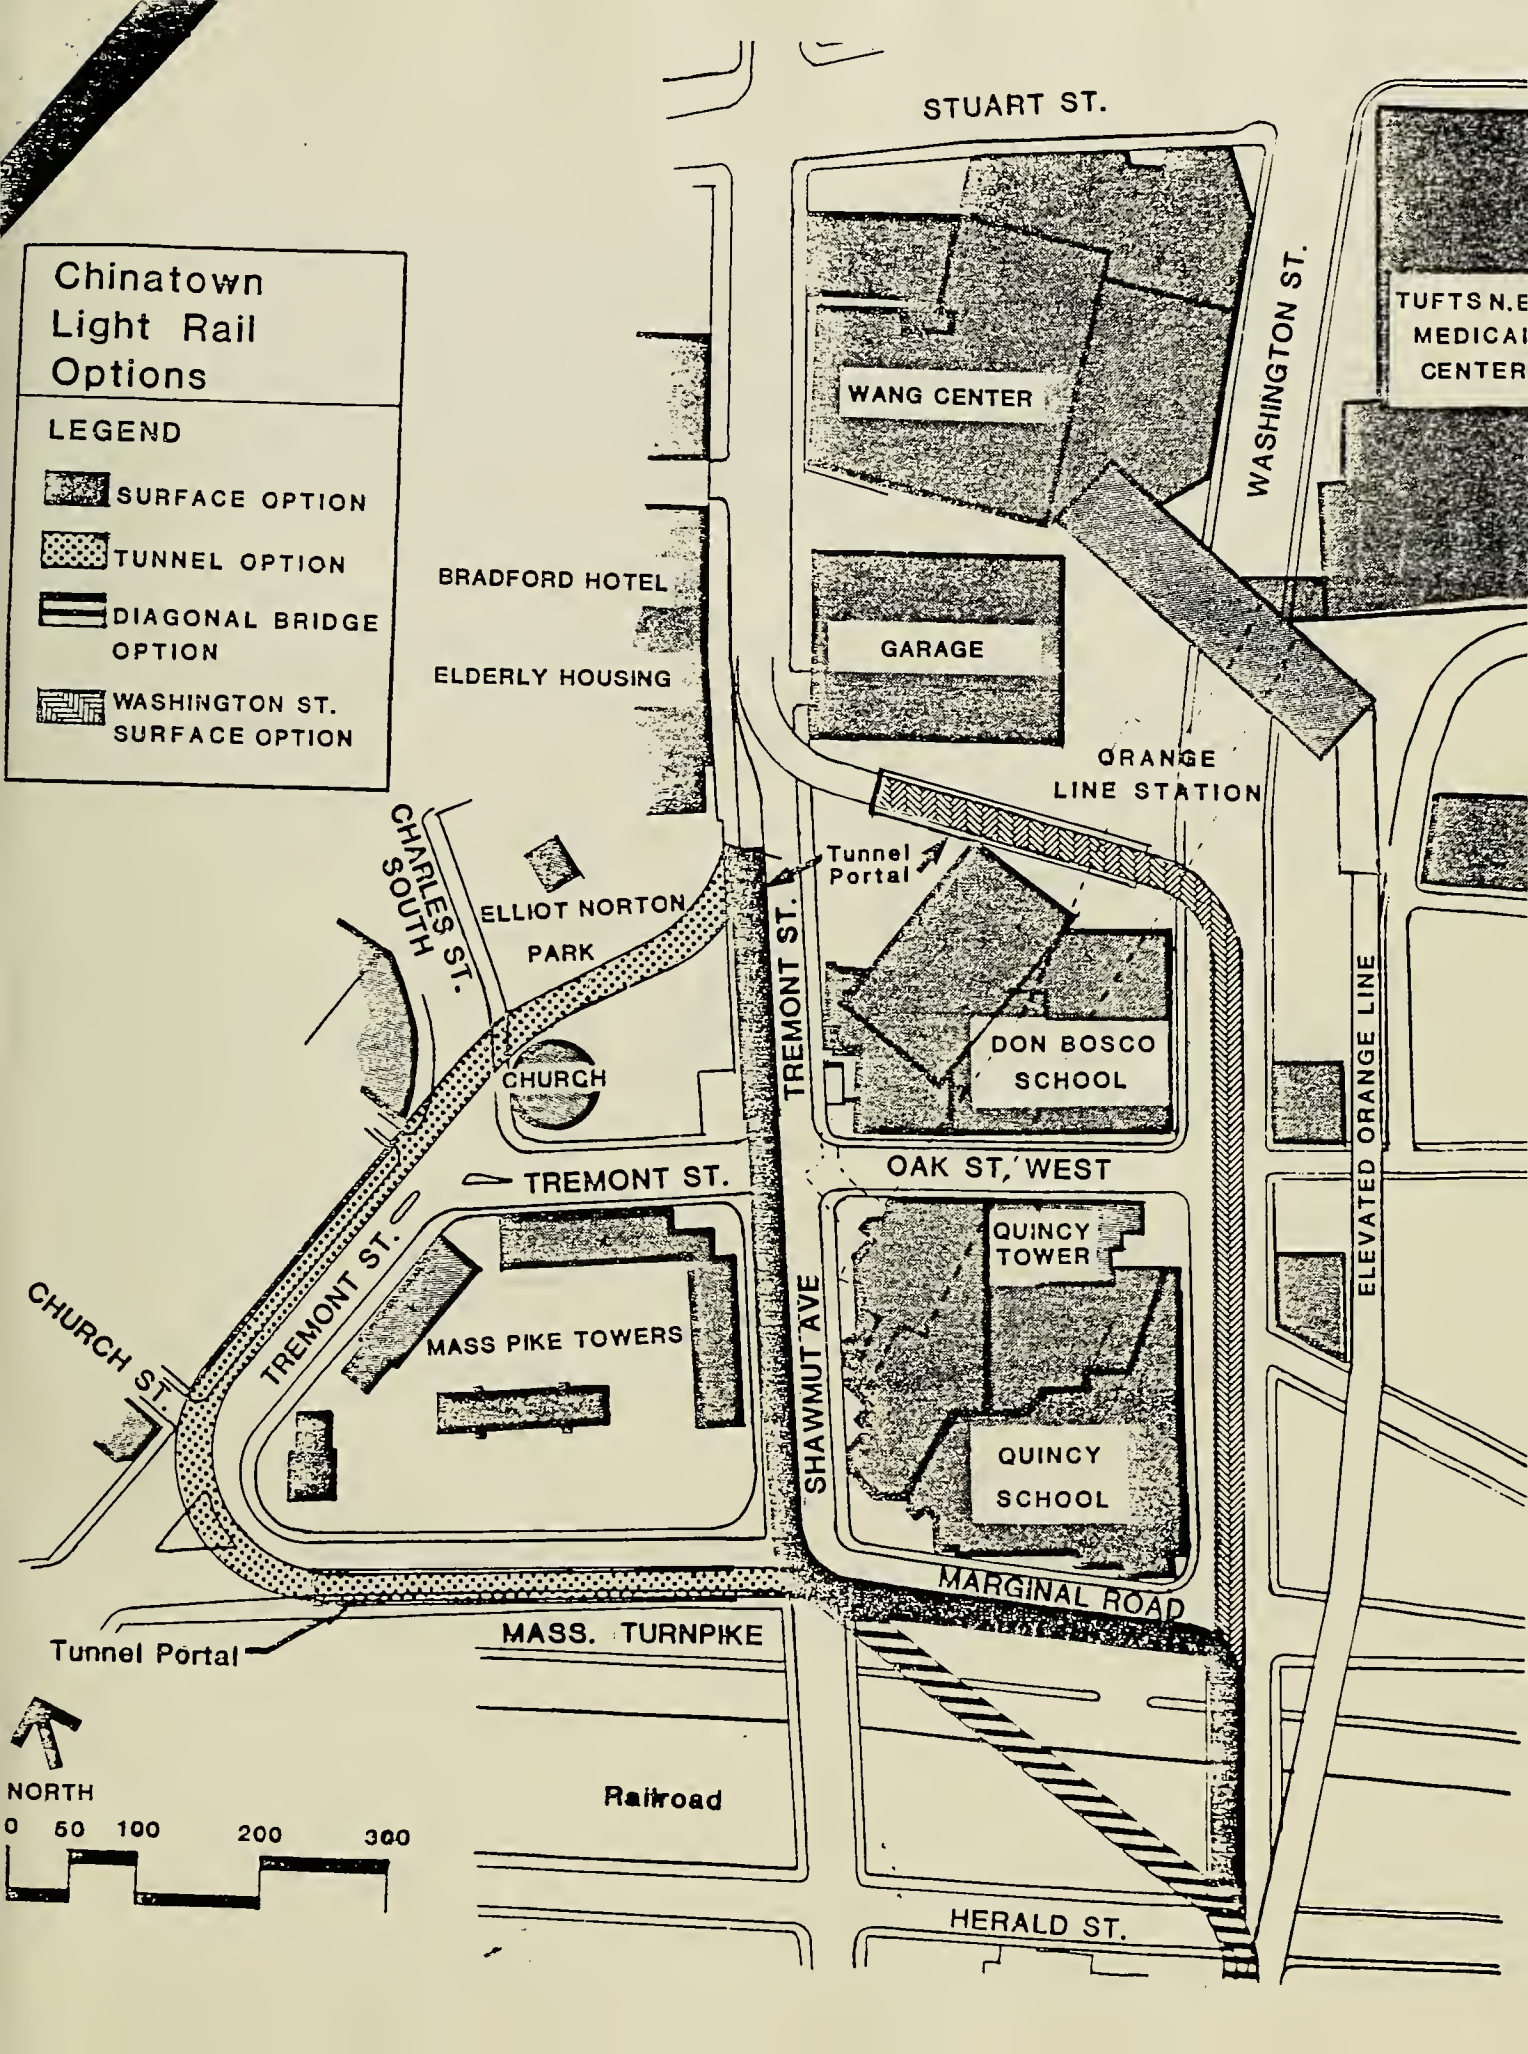 STUART ST.
Chinatown
Light Rail
Options
LEGEND
SURFACE OPTION
TUNNEL OPTION
DIAGONAL BRIDGE
OPTION
WASHINGTON ST.
SURFACE OPTION
WASHINGTON ST.
TUFTS N.E
MEDICAL
CENTER
WANG CENTER
BRADFORD HOTEL
GARAGE
ELDERLY HOUSING
ORANGE
LINE STATION
CHARLES ST.
SOUTH
Tunnel
Portal
ELLIOT NORTON
PARK
TREMONT ST.
DON BOSCO
SCHOOL
CHURCH
ELEVATED ORANGE LINE
TREMONT ST.
OAK ST, WEST
QUINCY
TOWER
TREMONT ST.
CHURCH ST.
MASS PIKE TOWERS
SHAWMUT AVE
QUINCY
SCHOOL
MARGINAL ROAD
MASS. TURNPIKE
Tunnel Portal
NORTH
0 50 100 200 300
Railroad
HERALD ST.